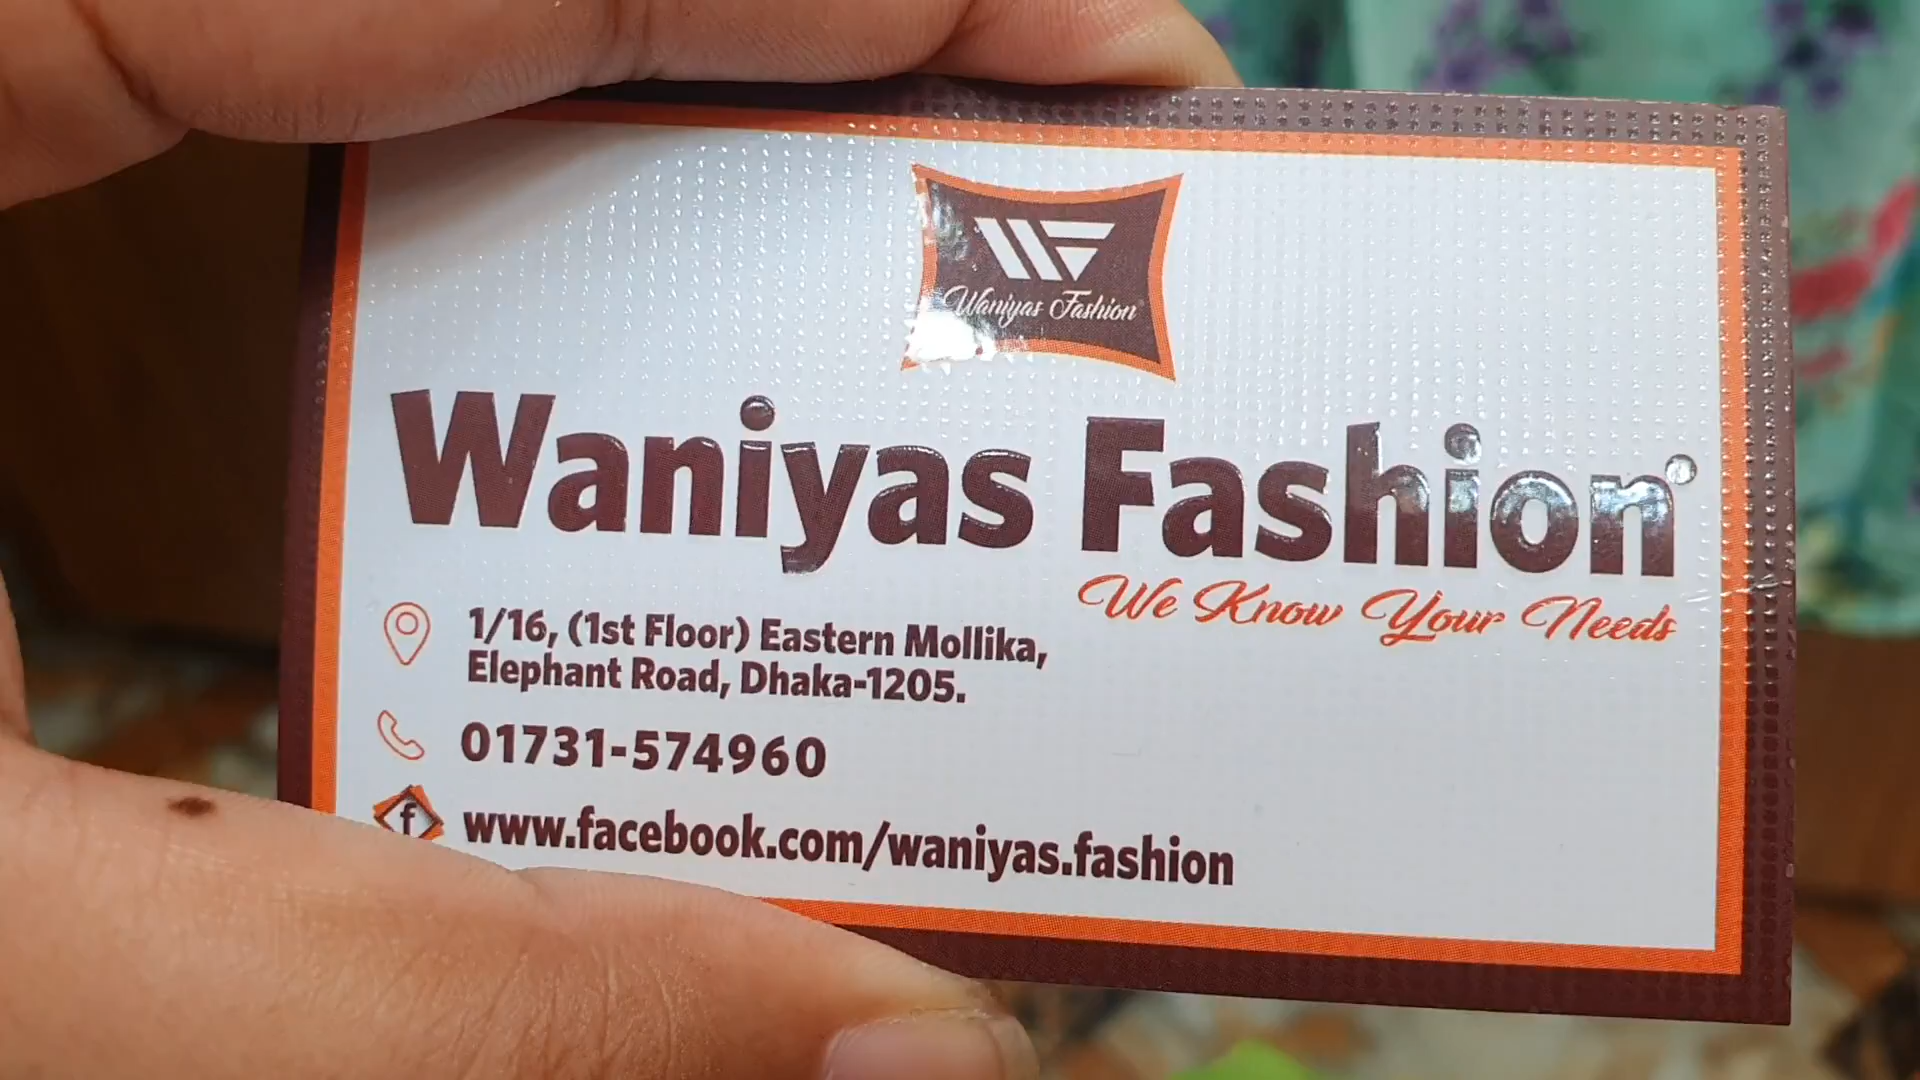 WF
Waniyas Fashion
Waniyas Fashion
We Know Your Needs
1/16, (1st Floor) Eastern Mollika,
Elephant Road, Dhaka-1205.
01731-574960
f
www.facebook.com/waniyas.fashion